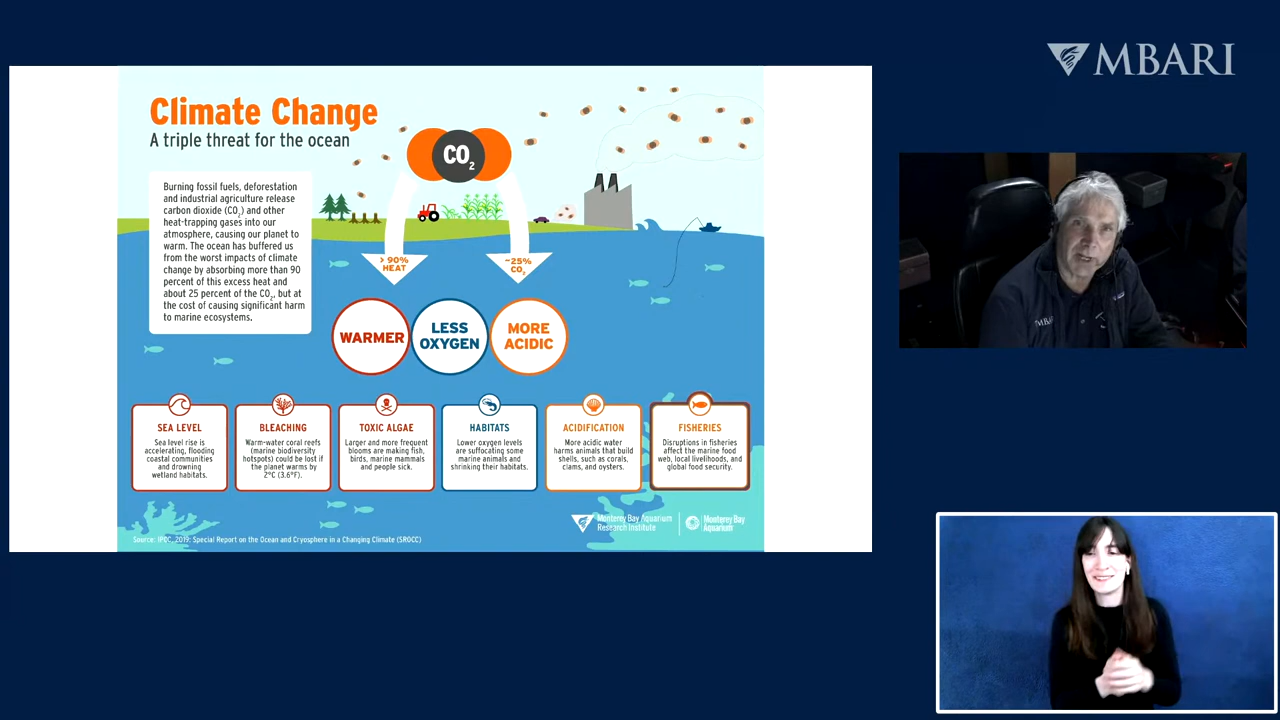 MBARI
Climate Change
A triple threat for the ocean
CO2
Burning fossil fuels, deforestation
and industrial agriculture release
carbon dioxide (CO2) and other
heat-trapping gases into our
atmosphere, causing our planet to
warm. The ocean has buffered us
from the worst impacts of climate
change by absorbing more than 90
percent of this excess heat and
about 25 percent of the CO2, but at
the cost of causing significant harm
to marine ecosystems.
> 90%
HEAT
~25%
CO2
WARMER
LESS
OXYGEN
MORE
ACIDIC
SEA LEVEL
Sea level rise is
accelerating, flooding
coastal communities
and drowning
wetland habitats.
BLEACHING
Warm-water coral reefs
(marine biodiversity
hotspots) could be lost if
the planet warms by
2°C (3.6°F).
TOXIC ALGAE
Larger and more frequent
blooms are making fish,
birds, marine mammals
and people sick.
HABITATS
Lower oxygen levels
are suffocating some
marine animals and
shrinking their habitats.
ACIDIFICATION
More acidic water
harms animals that build
shells, such as corals,
clams, and oysters.
FISHERIES
Disruptions in fisheries
affect the marine food
web, local livelihoods, and
global food security.
Monterey Bay Aquarium
Research Institute
Monterey Bay
Aquarium
Source: IPCC, 2019: Special Report on the Ocean and Cryosphere in a Changing Climate (SROCC)
MBARI